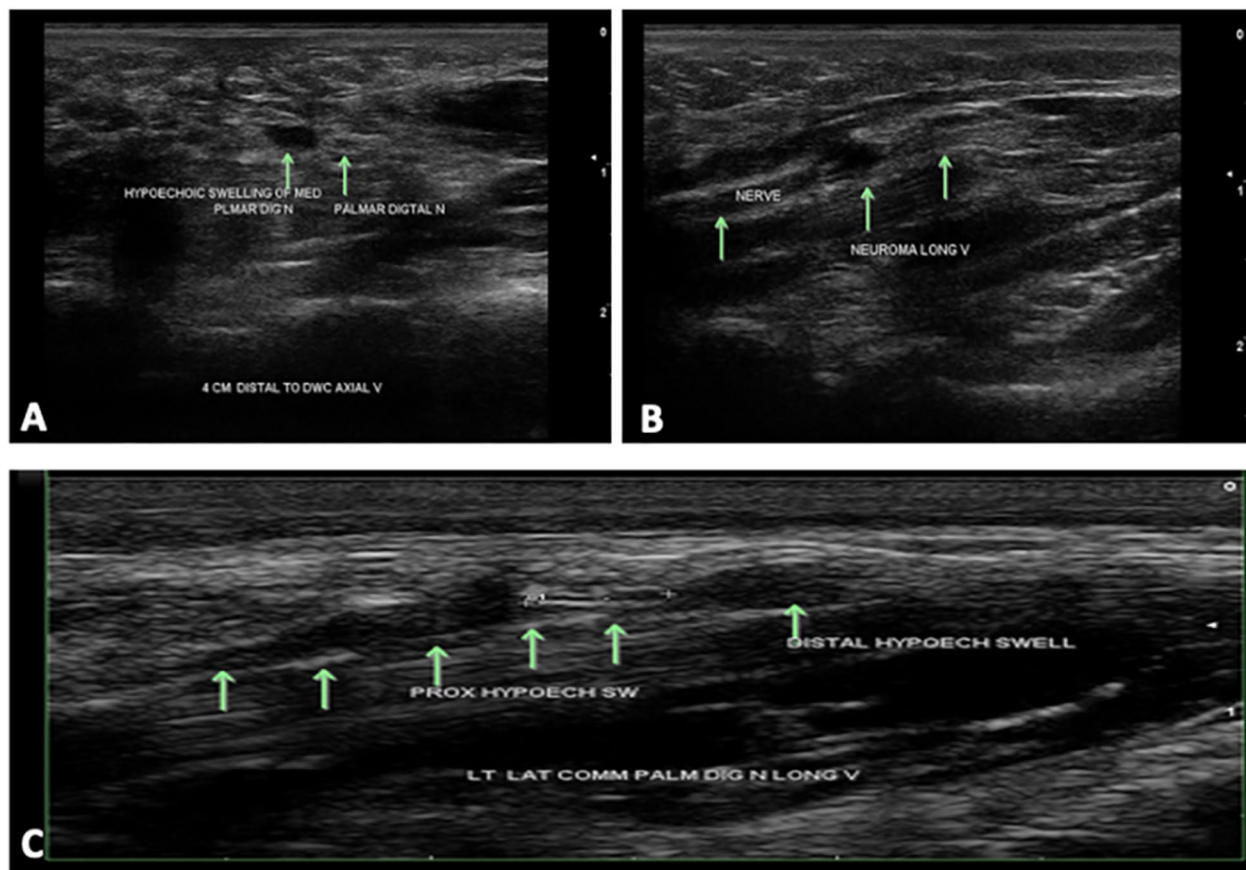 0
HYPOECHOIC SWELLING OF MED
PLMAR DIG N
PALMAR DIGTAL N
1
2
4 CM DISTAL TO DWC AXIAL V
A
0
NERVE
NEUROMA LONG V
1
2
B
0
DISTAL HYPOECH SWELL
PROX HYPOECH SW
1
LT LAT COMM PALM DIG N LONG V
C